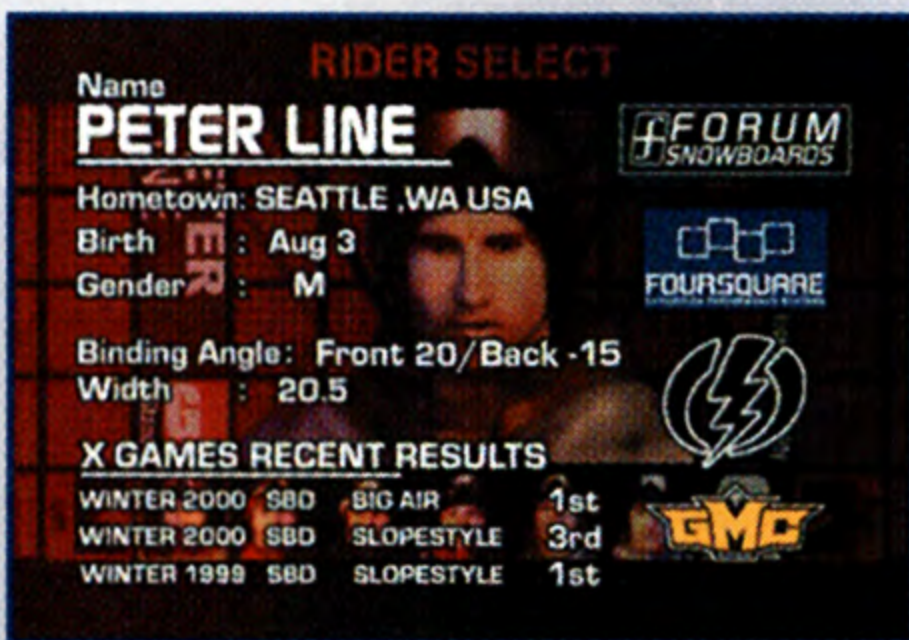 RIDER SELECT
Name
PETER LINE
FORUM
SNOWBOARDS
Hometown: SEATTLE ,WA USA
Birth : Aug 3
Gender : M
FOURSQUARE
Binding Angle: Front 20/Back -15
Width : 20.5
X GAMES RECENT RESULTS
WINTER 2000 SBD BIG AIR 1st
WINTER 2000 SBD SLOPESTYLE 3rd
WINTER 1999 SBD SLOPESTYLE 1st
GMC